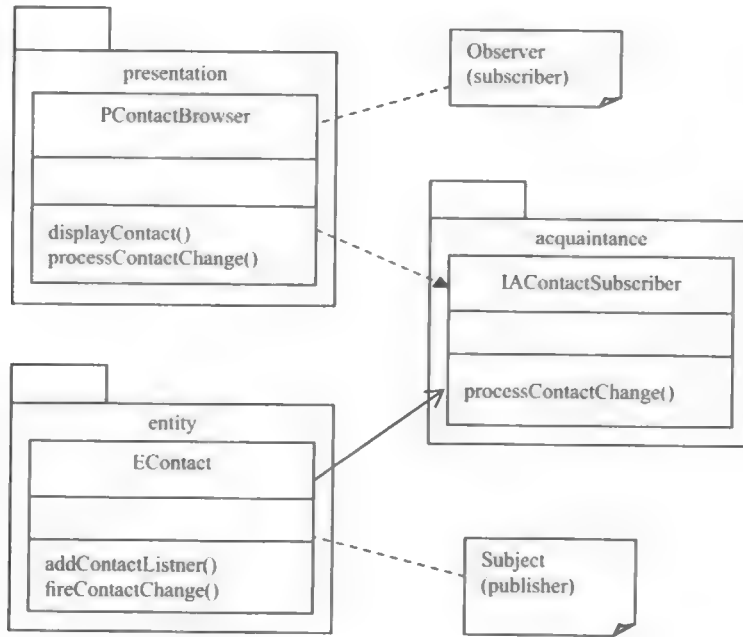 presentation
PContactBrowser
displayContact()
processContactChange()
Observer
(subscriber)
acquaintance
IAContactSubscriber
processContactChange()
entity
EContact
addContactListner()
fireContactChange()
Subject
(publisher)